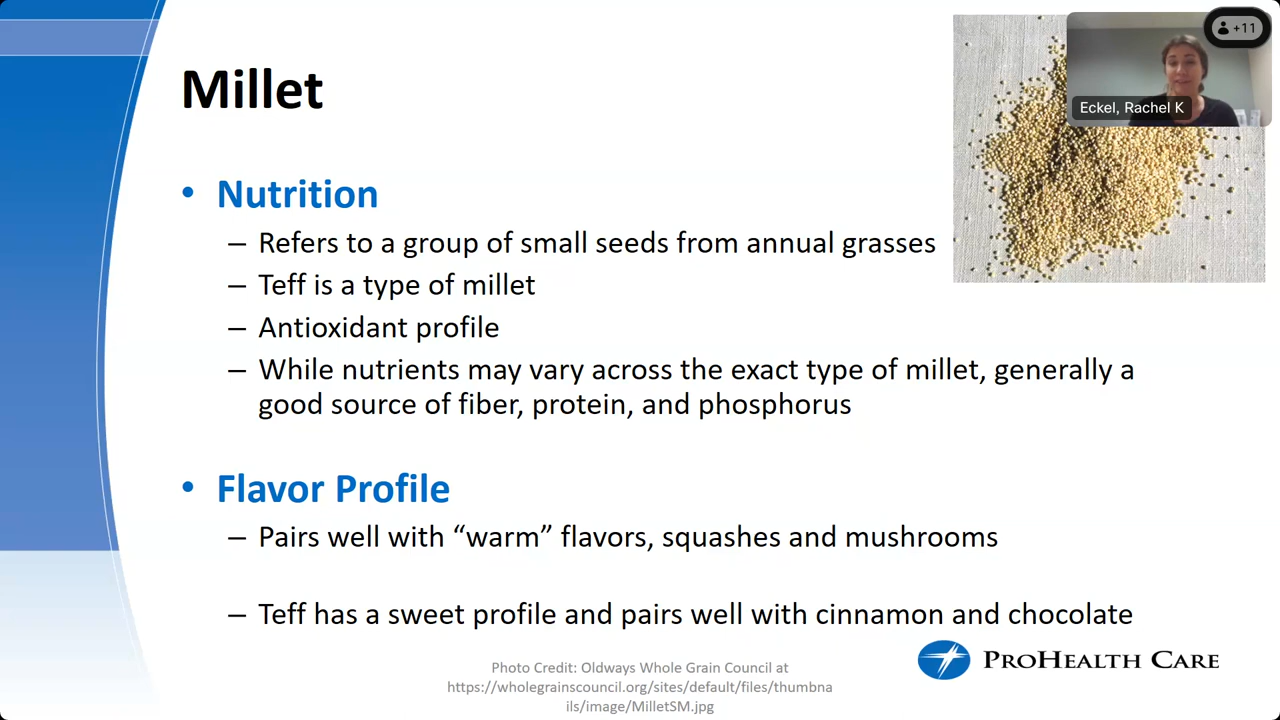 Millet
+11
Eckel, Rachel K
• Nutrition
– Refers to a group of small seeds from annual grasses
– Teff is a type of millet
– Antioxidant profile
– While nutrients may vary across the exact type of millet, generally a
good source of fiber, protein, and phosphorus
• Flavor Profile
– Pairs well with “warm” flavors, squashes and mushrooms
– Teff has a sweet profile and pairs well with cinnamon and chocolate
Photo Credit: Oldways Whole Grain Council at
https://wholegrainscouncil.org/sites/default/files/thumbna
ils/image/MilletSM.jpg
PROHEALTH CARE